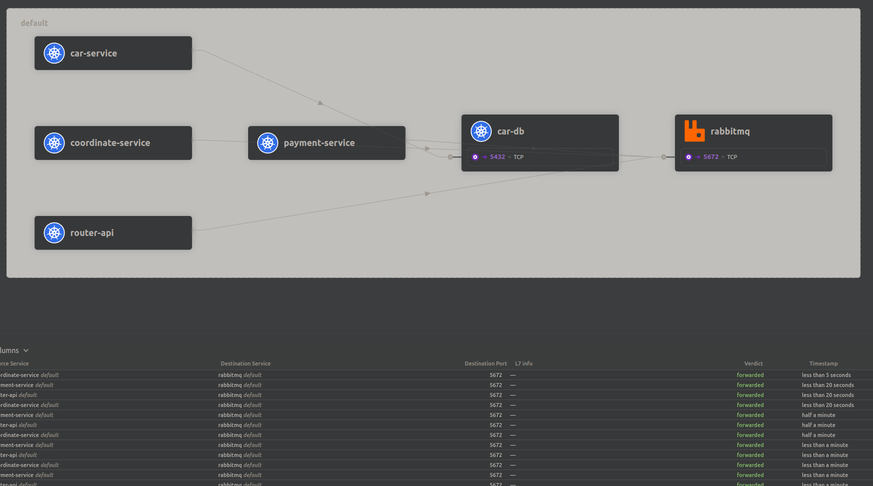 default
car-service
coordinate-service
payment-service
car-db
5432 • TCP
rabbitmq
5672 • TCP
router-api
lumns
rce Service Destination Service Destination Port L7 info Verdict Timestamp
rdinate-service default rabbitmq default 5672 — forwarded less than 5 seconds
ment-service default rabbitmq default 5672 — forwarded less than 20 seconds
ter-api default rabbitmq default 5672 — forwarded less than 20 seconds
rdinate-service default rabbitmq default 5672 — forwarded less than 20 seconds
ment-service default rabbitmq default 5672 — forwarded half a minute
ter-api default rabbitmq default 5672 — forwarded half a minute
rdinate-service default rabbitmq default 5672 — forwarded half a minute
ment-service default rabbitmq default 5672 — forwarded less than a minute
ter-api default rabbitmq default 5672 — forwarded less than a minute
rdinate-service default rabbitmq default 5672 — forwarded less than a minute
ment-service default rabbitmq default 5672 — forwarded less than a minute
ter-api default rabbitmq default 5672 — forwarded less than a minute